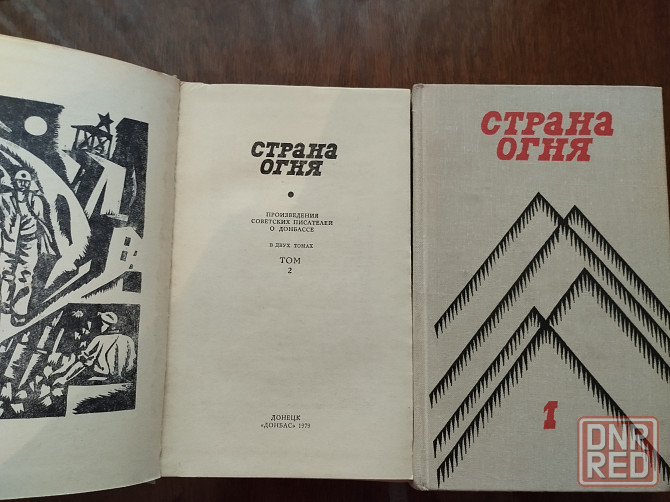 СТРАНА
ОГНЯ
ПРОИЗВЕДЕНИЯ
СОВЕТСКИХ ПИСАТЕЛЕЙ
О ДОНБАССЕ
В ДВУХ ТОМАХ
ТОМ
2
ДОНЕЦК
«ДОНБАС» 1979
СТРАНА
ОГНЯ
1
DNR
RED